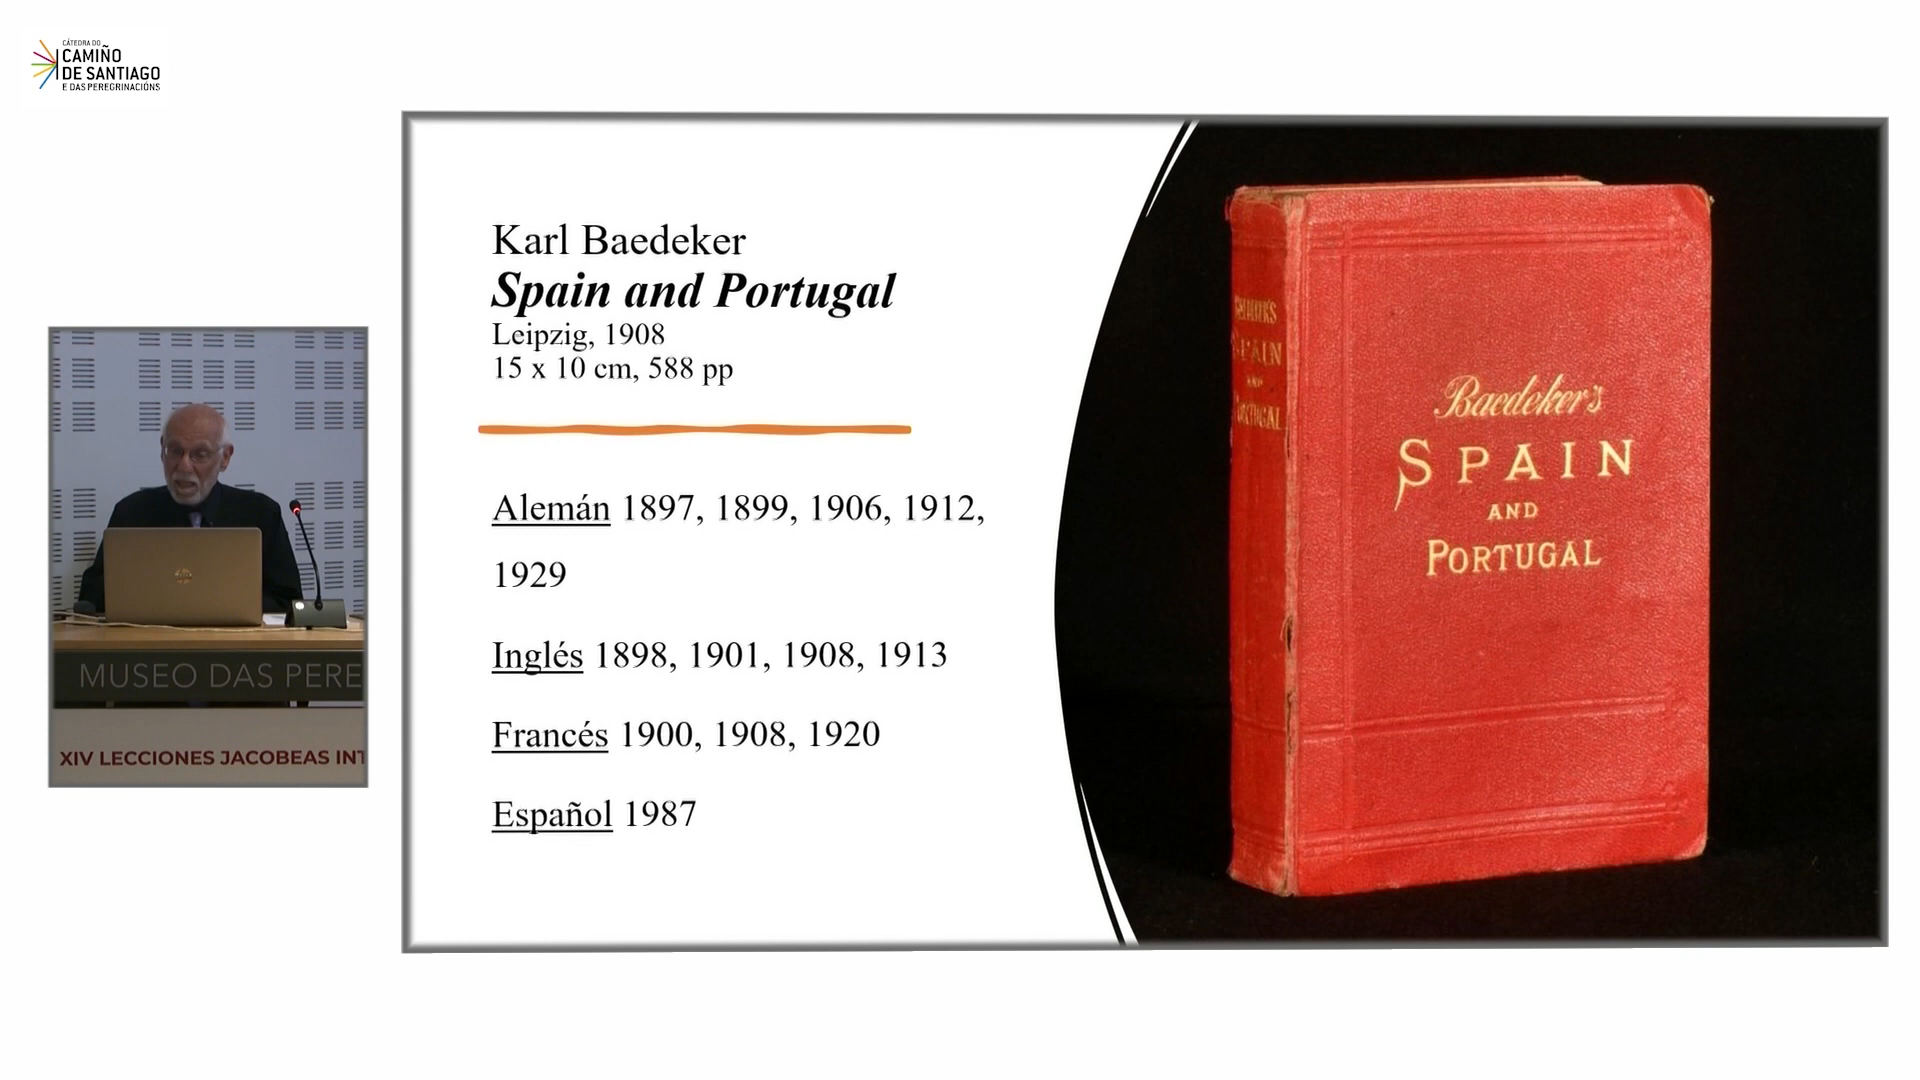 CÁTEDRA DO
CAMIÑO
DE SANTIAGO
E DAS PEREGRINACIÓNS
Karl Baedeker
Spain and Portugal
Leipzig, 1908
15 x 10 cm, 588 pp
Alemán 1897, 1899, 1906, 1912,
1929
Inglés 1898, 1901, 1908, 1913
Francés 1900, 1908, 1920
Español 1987
SPAIN
AND
PORTUGAL
Baedeker's
SPAIN
AND
PORTUGAL
MUSEO DAS PERE
XIV LECCIONES JACOBEAS INT